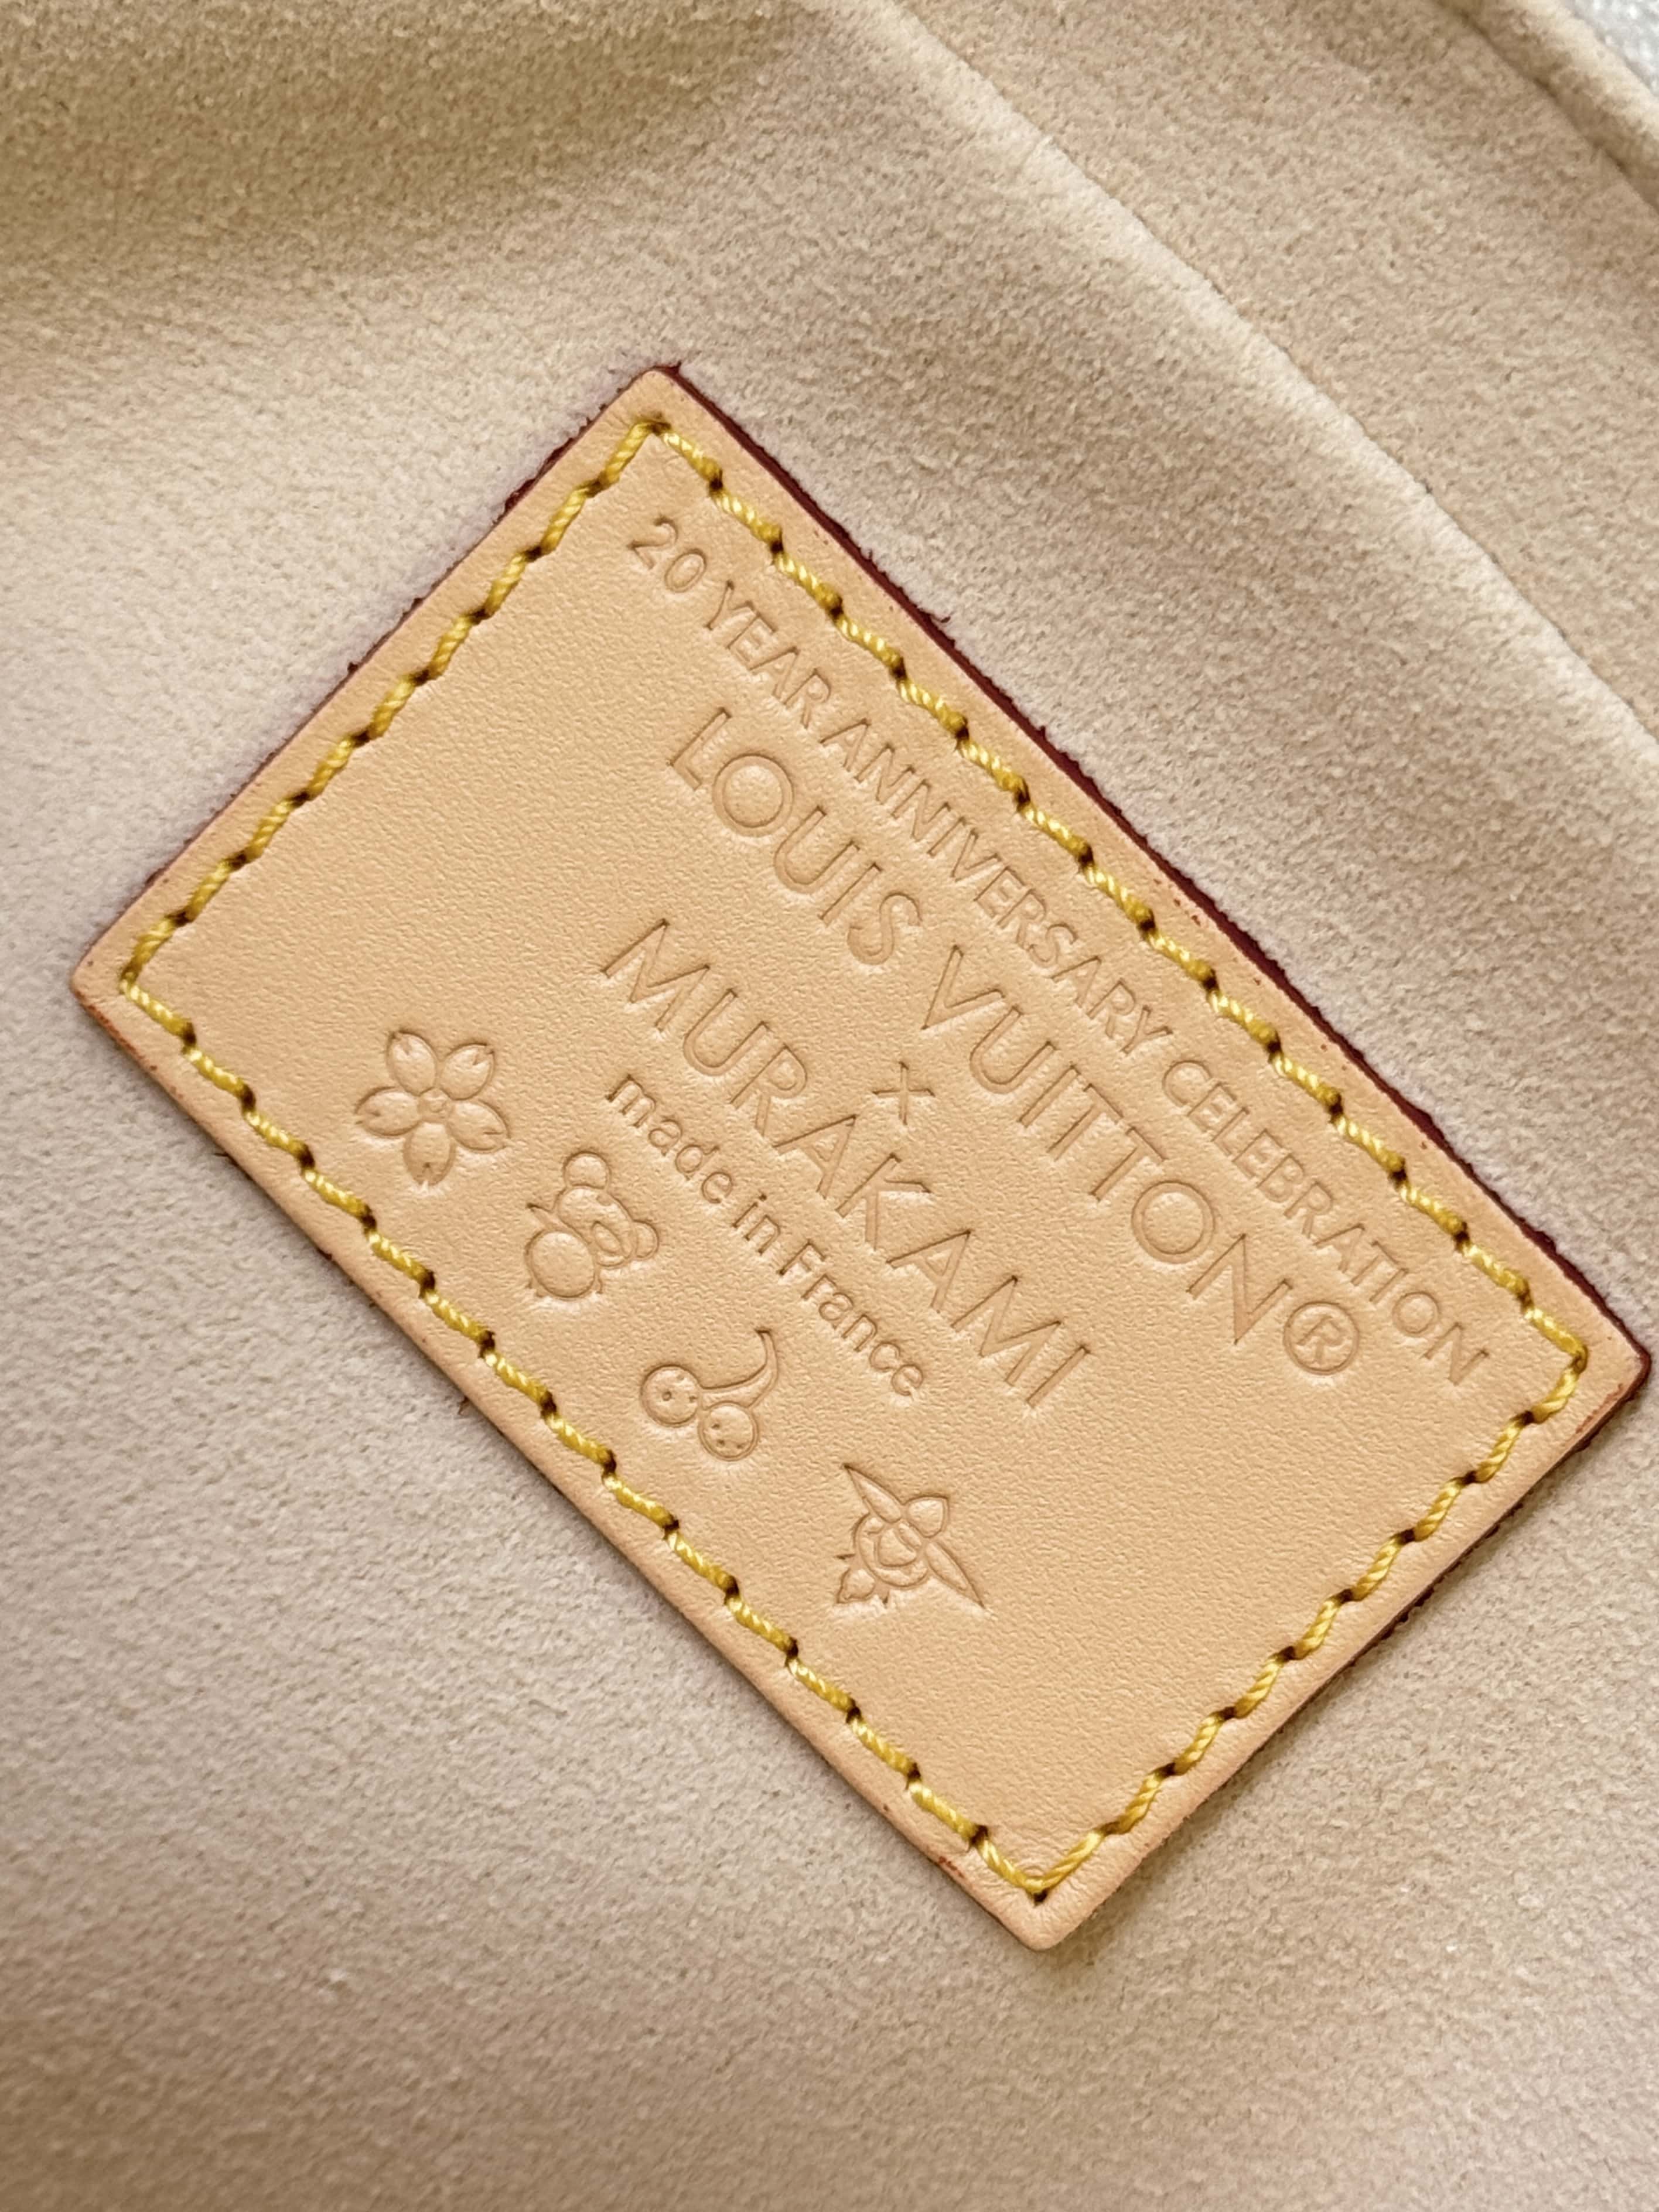 20 YEAR ANNIVERSARY CELEBRATION
LOUIS VUITTON®
×
MURAKAMI
made in France